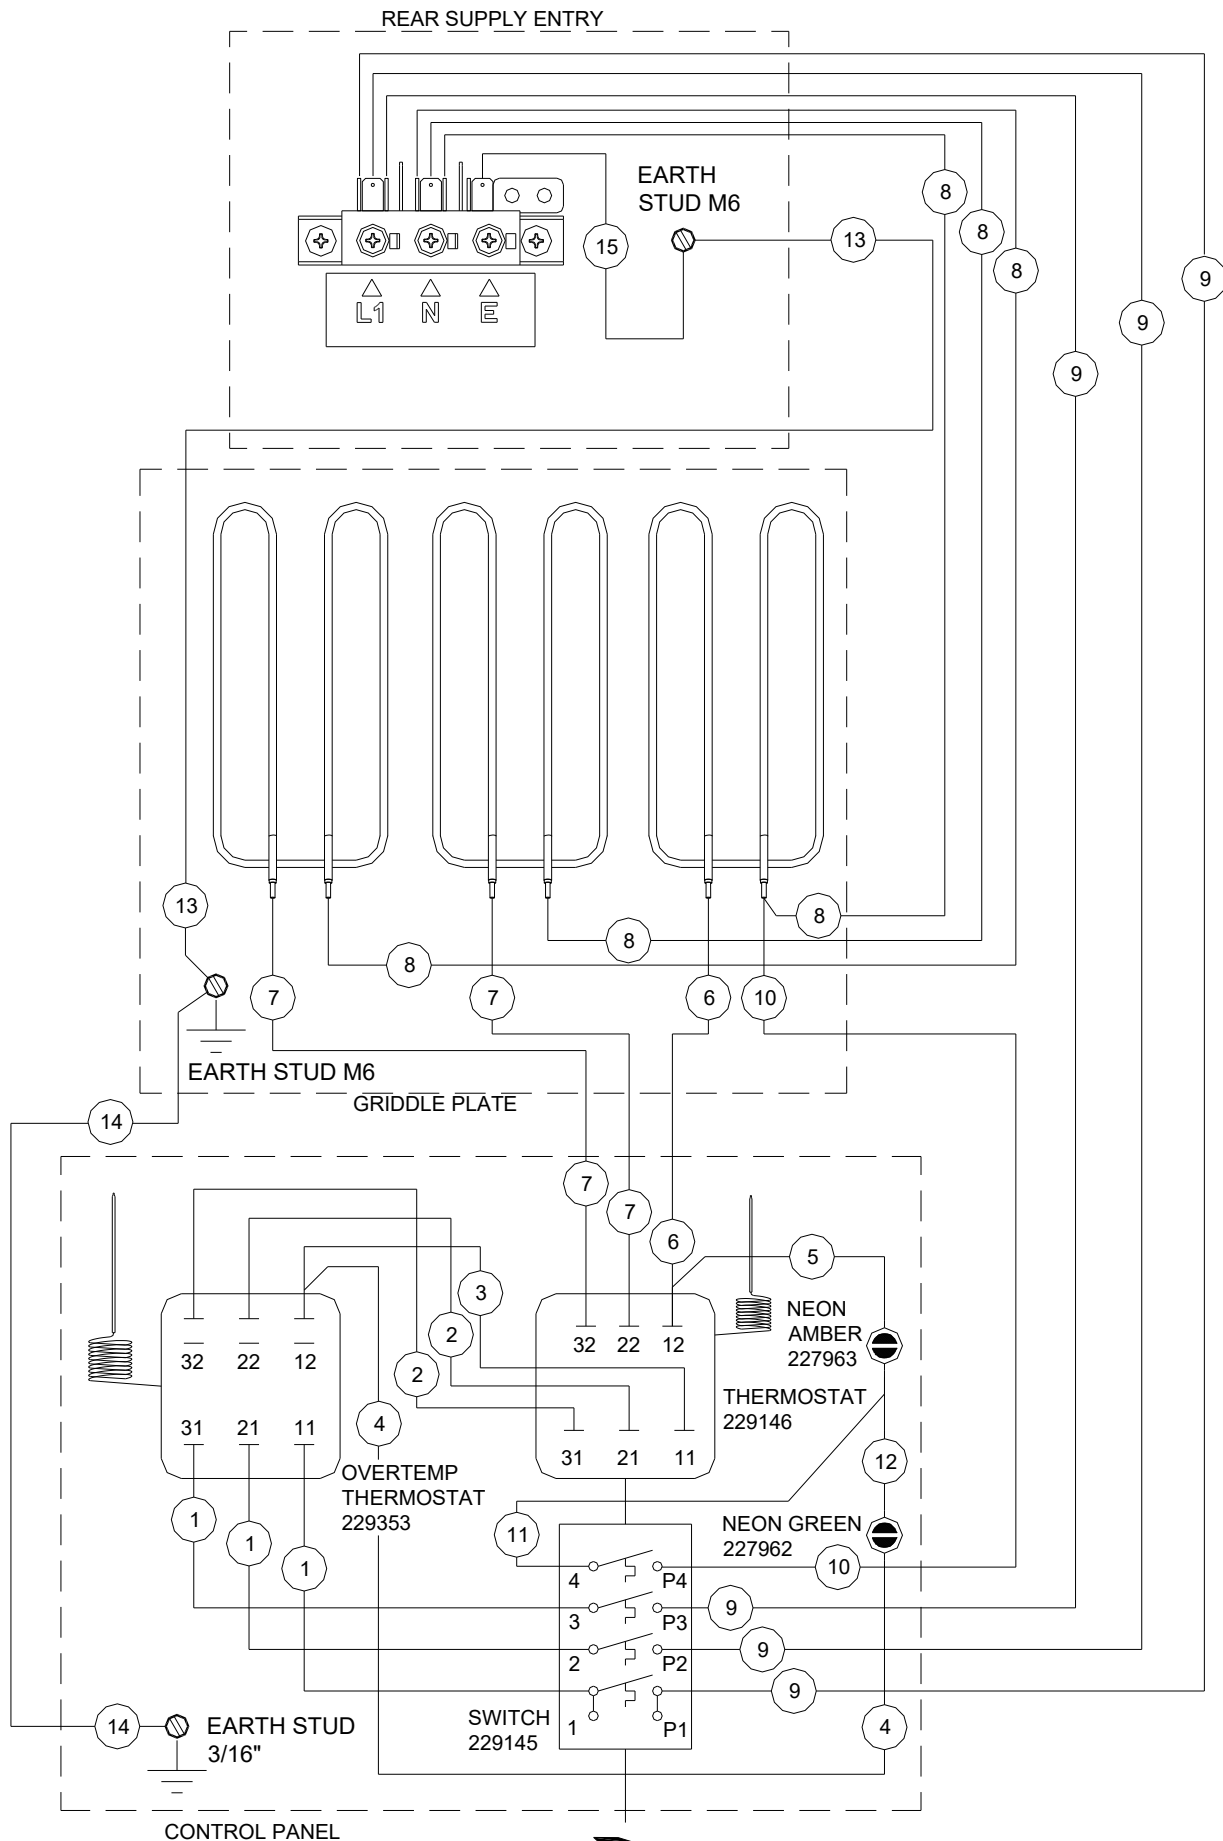 REAR SUPPLY ENTRY
EARTH
STUD M6
8
8
8
9
9
9
15
13
L1 N E
13
8
8
8
7
7
6
10
EARTH STUD M6
GRIDDLE PLATE
14
7
7
6
5
3
2
2
4
NEON
AMBER
227963
32 22 12
32 22 12
THERMOSTAT
229146
31 21 11
31 21 11
12
OVERTEMP
THERMOSTAT
229353
1
1
1
11
NEON GREEN
227962
4 P4
10
3 P3
9
2 P2
9
1 P1
9
SWITCH
229145
4
14
EARTH STUD
3/16"
CONTROL PANEL